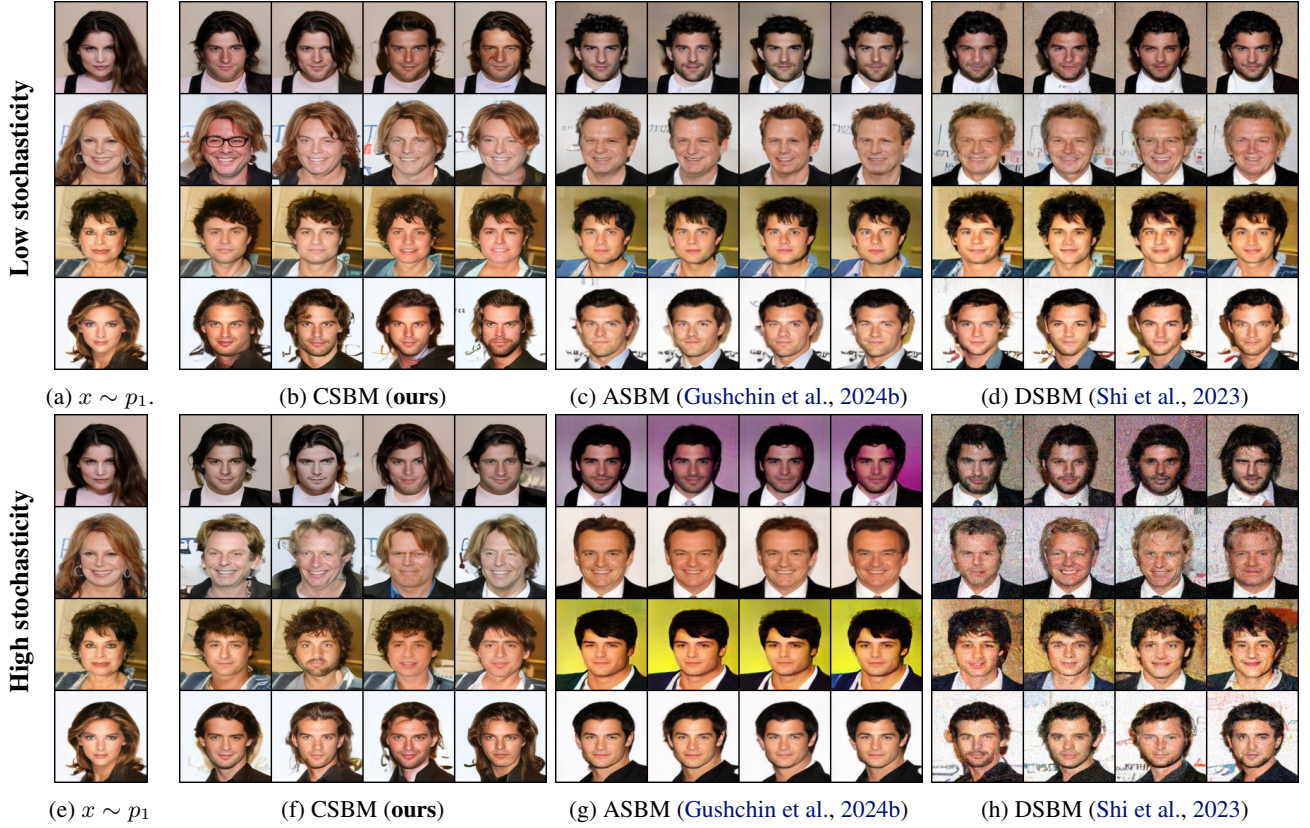 Low stochasticity
(a) x ∼ p₁.
(b) CSBM (ours)
(c) ASBM (Gushchin et al., 2024b)
(d) DSBM (Shi et al., 2023)
High stochasticity
(e) x ∼ p₁
(f) CSBM (ours)
(g) ASBM (Gushchin et al., 2024b)
(h) DSBM (Shi et al., 2023)